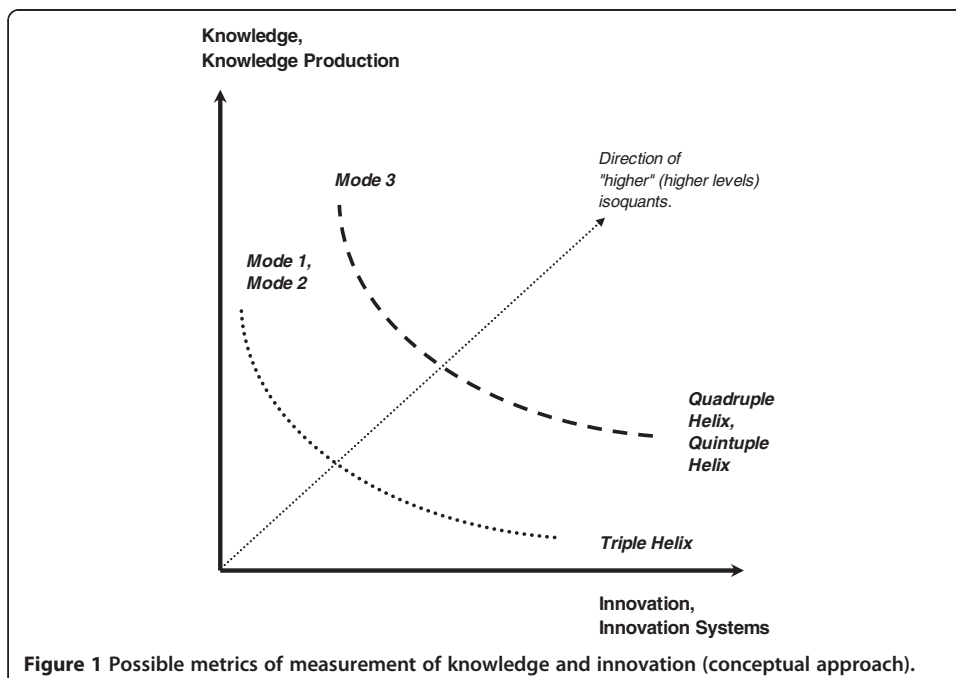 Knowledge,
Knowledge Production
Direction of
"higher" (higher levels)
isoquants.
Mode 3
Mode 1,
Mode 2
Quadruple
Helix,
Quintuple
Helix
Triple Helix
Innovation,
Innovation Systems
Figure 1 Possible metrics of measurement of knowledge and innovation (conceptual approach).